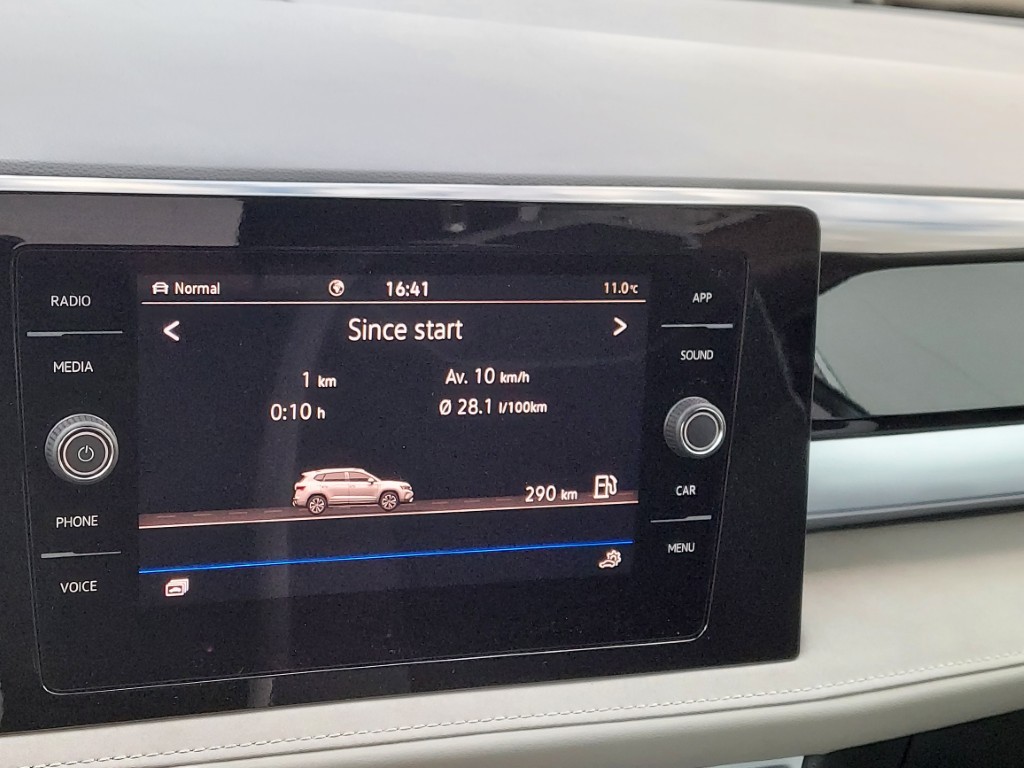 RADIO
MEDIA
PHONE
VOICE
Normal 16:41 11.0°C
< Since start >
1 km Av. 10 km/h
0:10 h Ø 28.1 l/100km
290 km
APP
SOUND
CAR
MENU